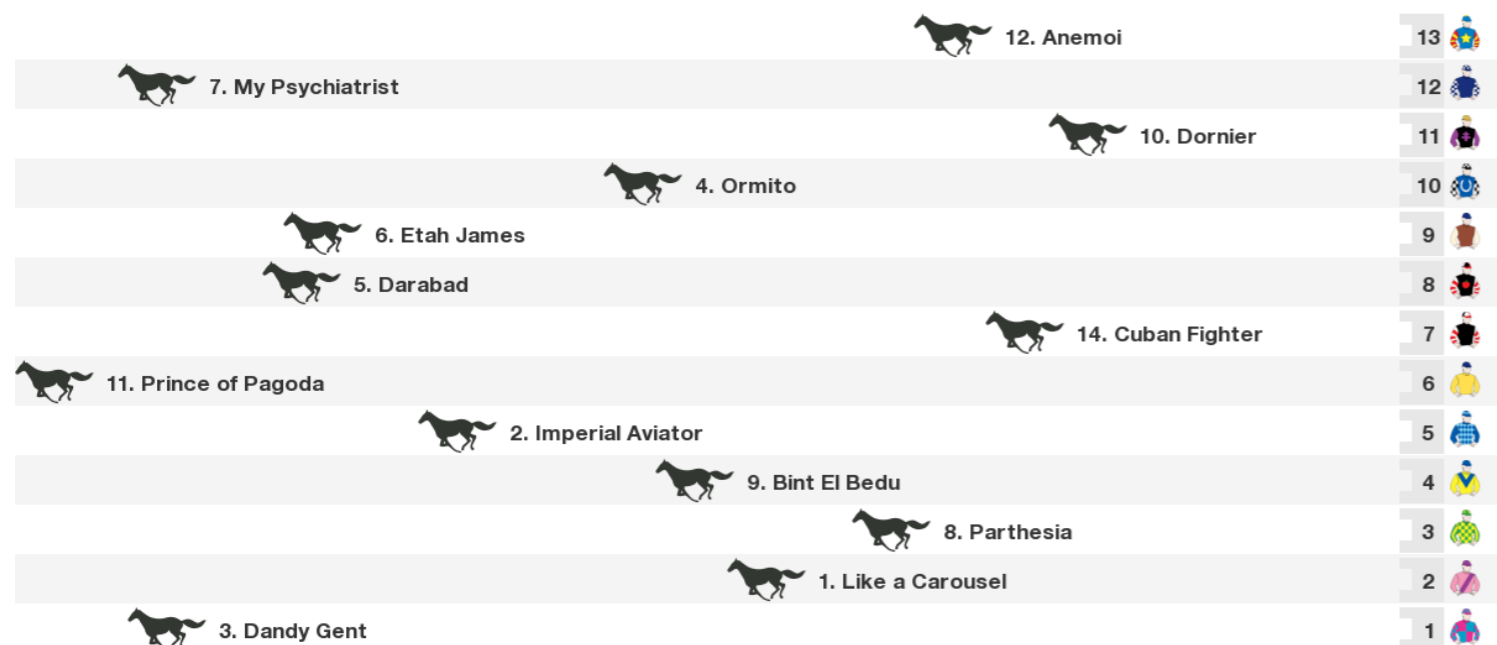 12. Anemoi 13
7. My Psychiatrist 12
10. Dornier 11
4. Ormito 10
6. Etah James 9
5. Darabad 8
14. Cuban Fighter 7
11. Prince of Pagoda 6
2. Imperial Aviator 5
9. Bint El Bedu 4
8. Parthesia 3
1. Like a Carousel 2
3. Dandy Gent 1